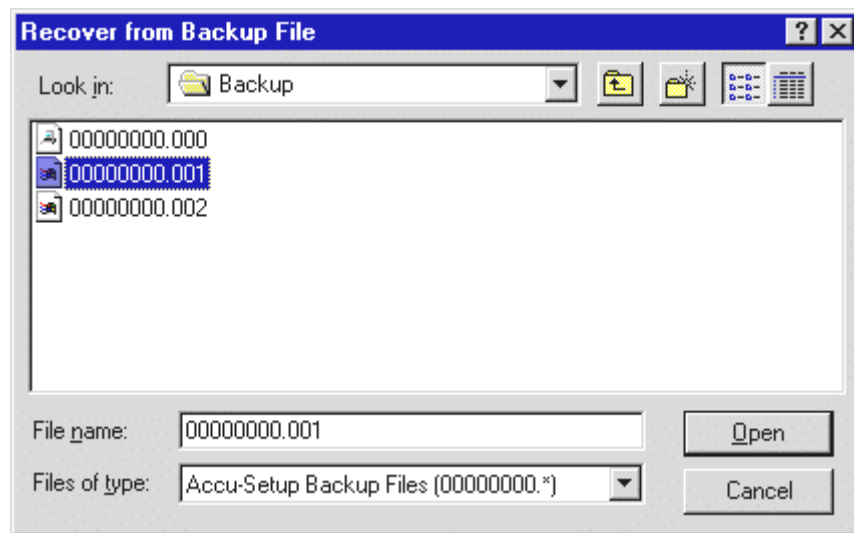 Recover from Backup File
Look in: Backup
00000000.000
00000000.001
00000000.002
File name: 00000000.001 Open
Files of type: Accu-Setup Backup Files (00000000.*) Cancel